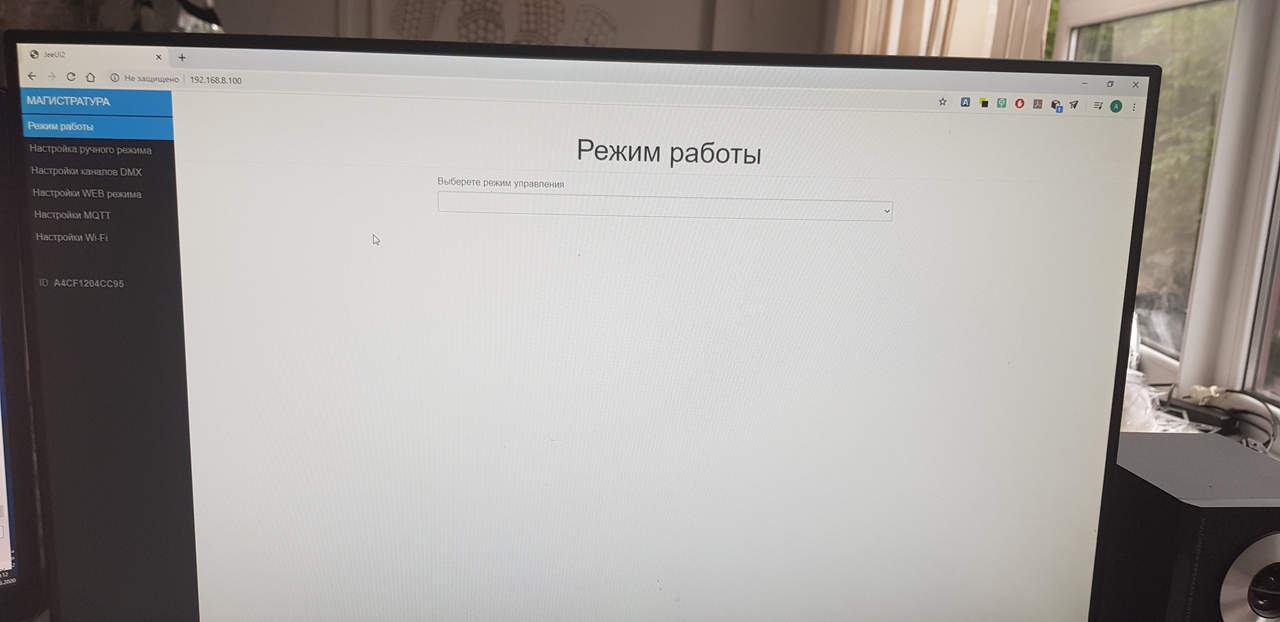 JeeUI2
Не защищено | 192.168.8.100
МАГИСТРАТУРА
Режим работы
Настройка ручного режима
Настройки каналов DMX
Настройки WEB режима
Настройки MQTT
Настройки Wi-Fi
ID: A4CF1204CC95
Режим работы
Выберете режим управления